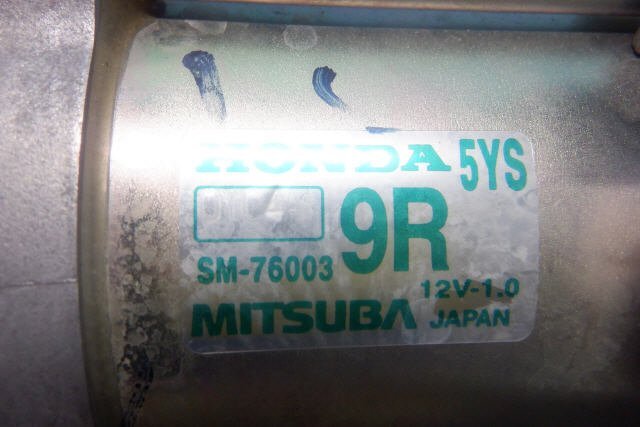 HONDA 5YS
9R
SM-76003
12V-1.0
MITSUBA JAPAN